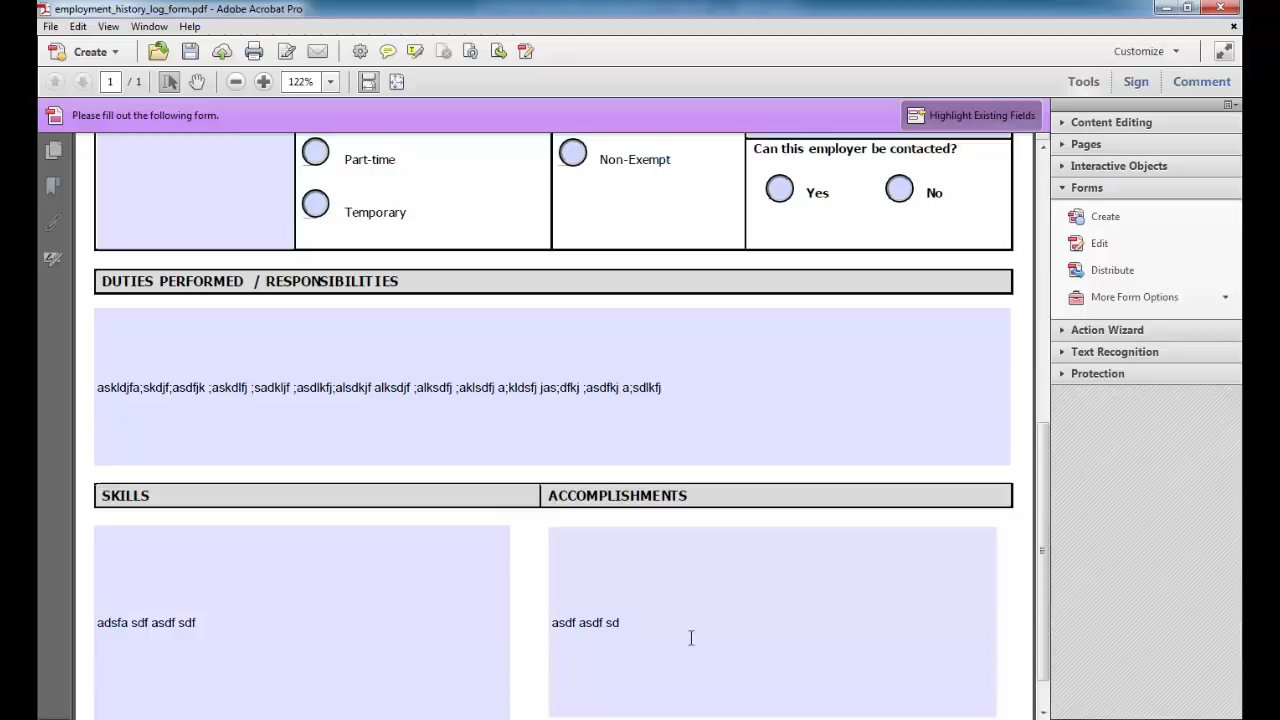 employment_history_log_form.pdf - Adobe Acrobat Pro
File Edit View Window Help
Create Customize
1 / 1 122% Tools Sign Comment
Please fill out the following form. Highlight Existing Fields
Content Editing
Pages
Interactive Objects
Forms
Create
Edit
Distribute
More Form Options
Action Wizard
Text Recognition
Protection
Part-time Non-Exempt Can this employer be contacted?
Yes No
Temporary
DUTIES PERFORMED / RESPONSIBILITIES
askldjfa;skdjf;asdfjk ;askdlfj ;sadkljf ;asdlkfj;alsdkjf alksdjf ;alksdfj ;aklsdfj a;kldsfj jas;dfkj ;asdfkj a;sdlkfj
SKILLS ACCOMPLISHMENTS
adsfa sdf asdf sdf asdf asdf sd